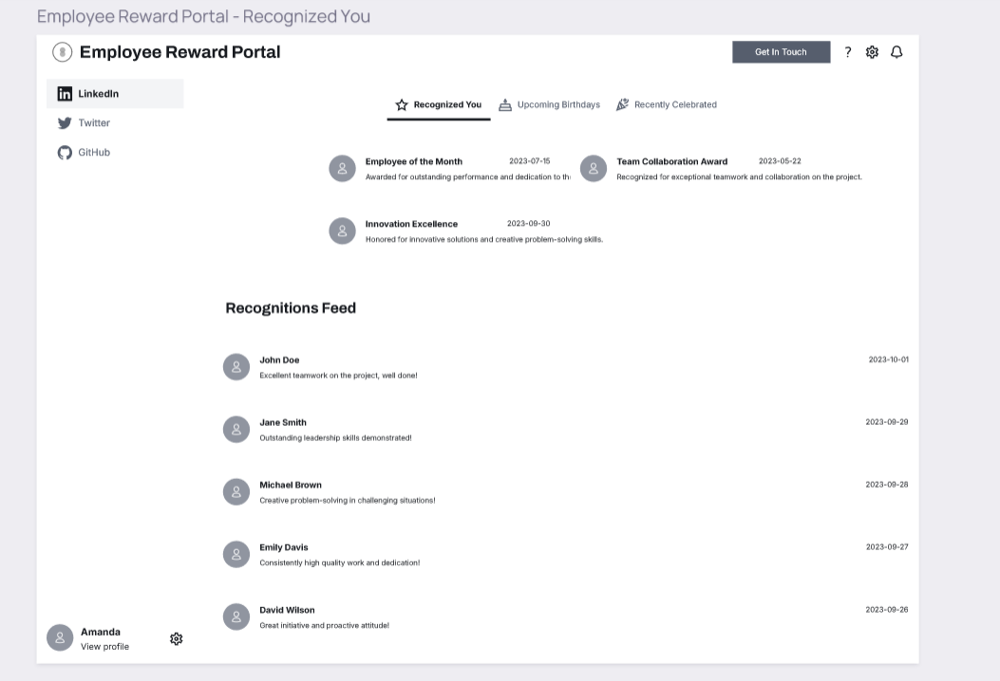 Employee Reward Portal - Recognized You
Employee Reward Portal
Get In Touch
?
LinkedIn
Twitter
GitHub
Recognized You
Upcoming Birthdays
Recently Celebrated
Employee of the Month 2023-07-15
Awarded for outstanding performance and dedication to th
Team Collaboration Award 2023-05-22
Recognized for exceptional teamwork and collaboration on the project.
Innovation Excellence 2023-09-30
Honored for innovative solutions and creative problem-solving skills.
Recognitions Feed
John Doe 2023-10-01
Excellent teamwork on the project, well done!
Jane Smith 2023-09-29
Outstanding leadership skills demonstrated!
Michael Brown 2023-09-28
Creative problem-solving in challenging situations!
Emily Davis 2023-09-27
Consistently high quality work and dedication!
David Wilson 2023-09-26
Great initiative and proactive attitude!
Amanda
View profile